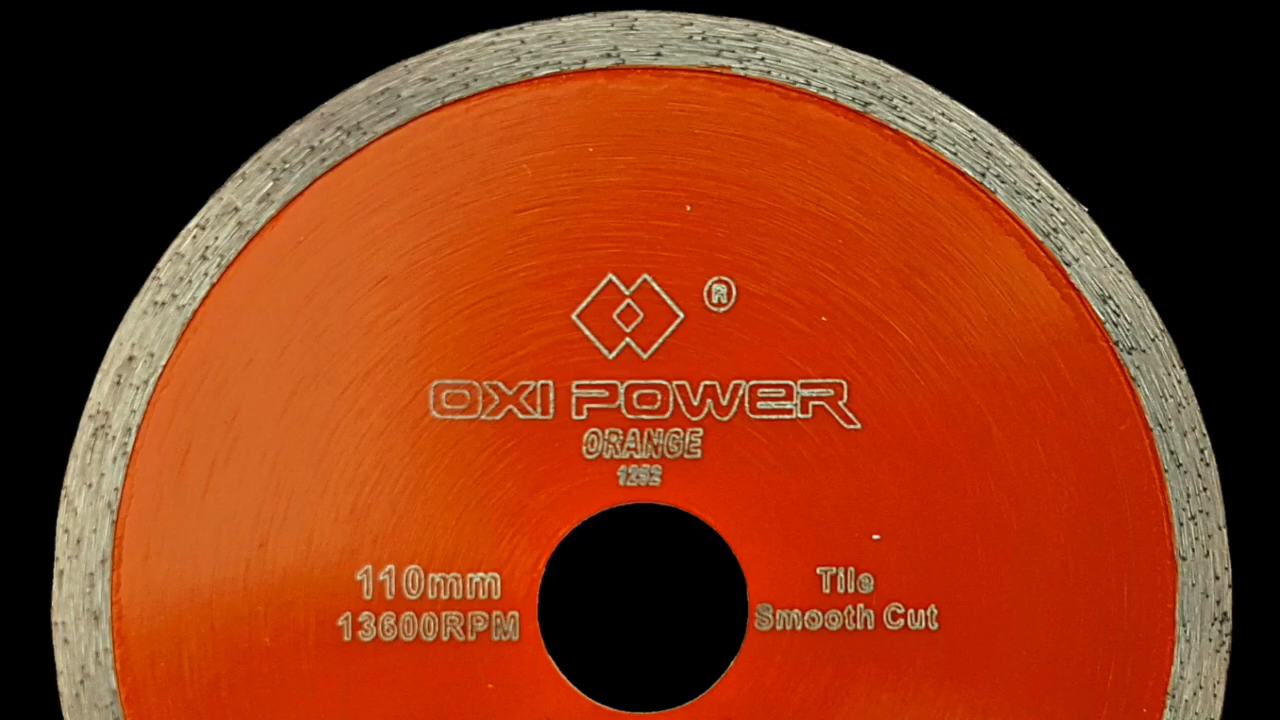 ®
OXI POWER
ORANGE
1252
110mm
13600RPM
Tile
Smooth Cut